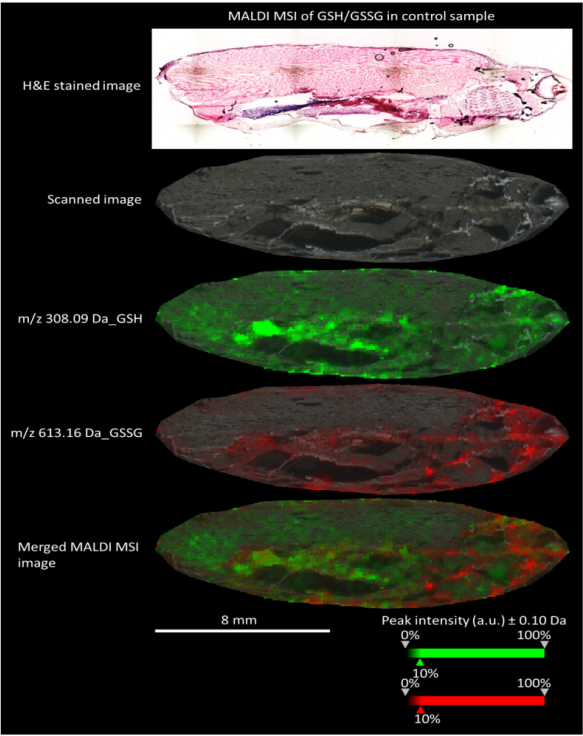 MALDI MSI of GSH/GSSG in control sample
H&E stained image
Scanned image
m/z 308.09 Da_GSH
m/z 613.16 Da_GSSG
Merged MALDI MSI
image
8 mm
Peak intensity (a.u.) ± 0.10 Da
0% 100%
10%
0% 100%
10%